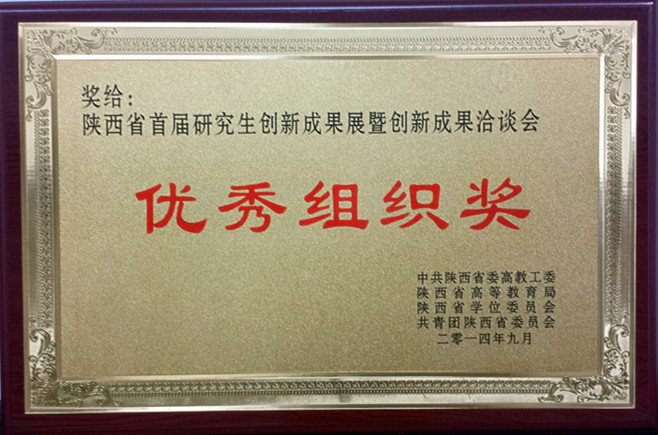 奖给：
陕西省首届研究生创新成果展暨创新成果洽谈会
优秀组织奖
中共陕西省委高教工委
陕西省高等教育局
陕西省学位委员会
共青团陕西省委员会
二零一四年九月